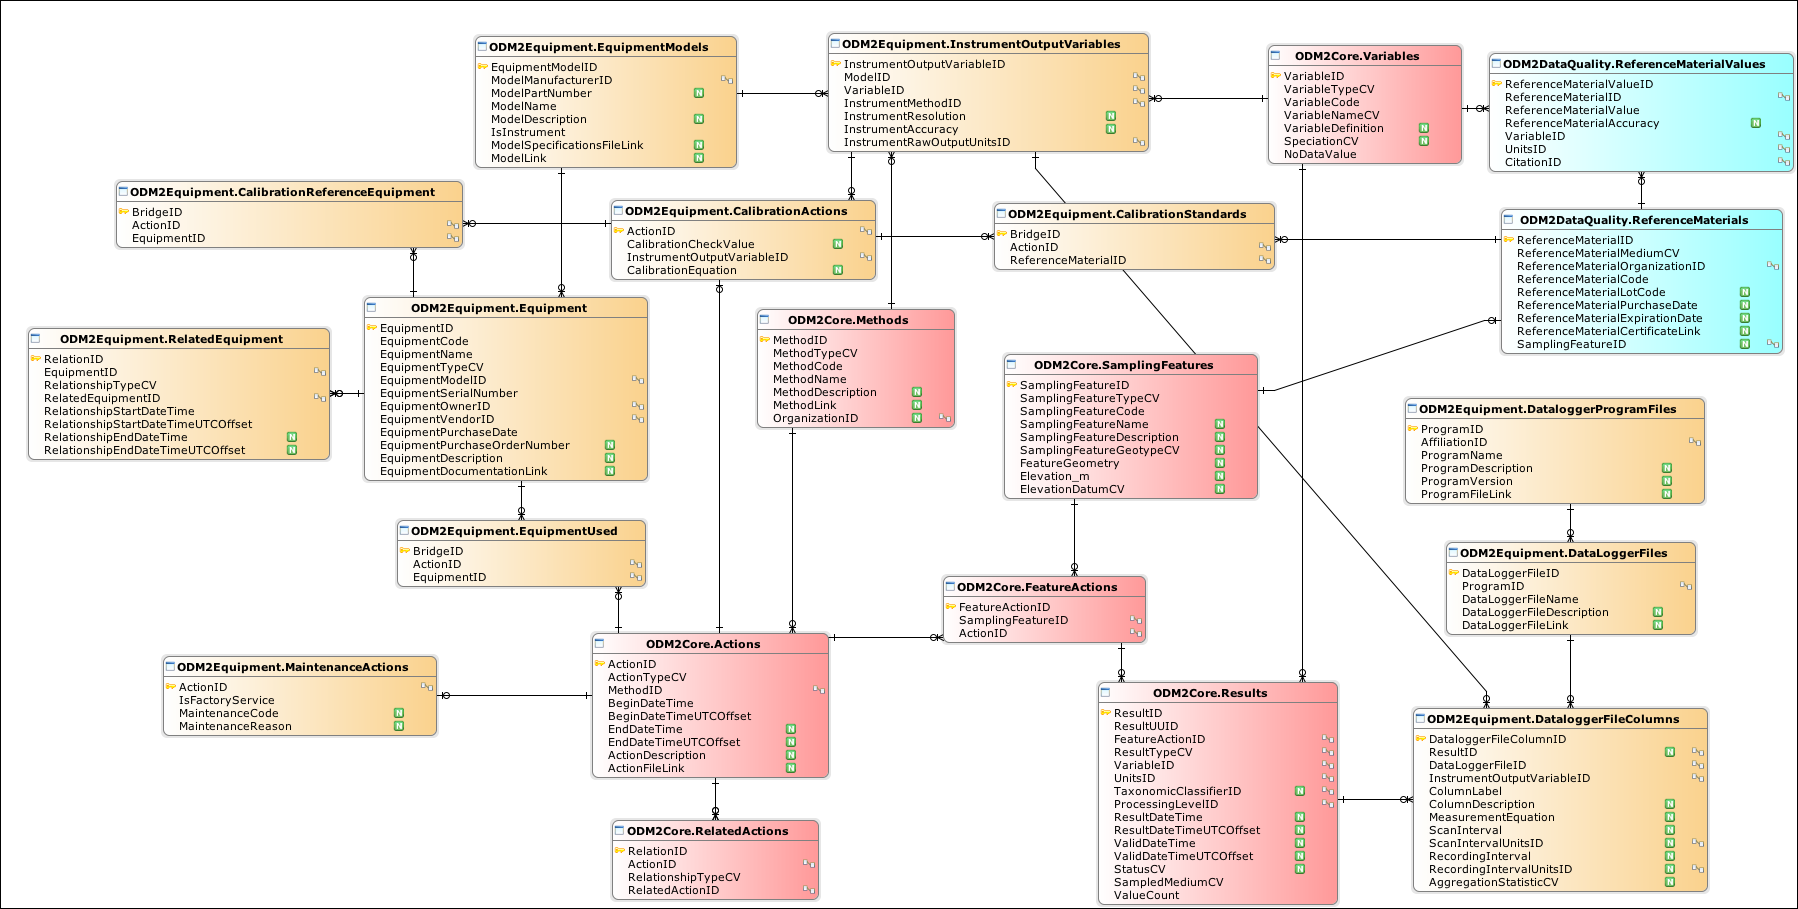 ODM2Equipment.EquipmentModels
EquipmentModelID
ModelManufacturerID
ModelPartNumber N
ModelName
ModelDescription N
IsInstrument
ModelSpecificationsFileLink N
ModelLink N
ODM2Equipment.InstrumentOutputVariables
InstrumentOutputVariableID
ModelID
VariableID
InstrumentMethodID
InstrumentResolution N
InstrumentAccuracy N
InstrumentRawOutputUnitsID
ODM2Core.Variables
VariableID
VariableTypeCV
VariableCode
VariableNameCV
VariableDefinition N
SpeciationCV N
NoDataValue
ODM2DataQuality.ReferenceMaterialValues
ReferenceMaterialValueID
ReferenceMaterialID
ReferenceMaterialValue
ReferenceMaterialAccuracy N
VariableID
UnitsID
CitationID
ODM2Equipment.CalibrationReferenceEquipment
BridgeID
ActionID
EquipmentID
ODM2Equipment.CalibrationActions
ActionID
CalibrationCheckValue N
InstrumentOutputVariableID
CalibrationEquation N
ODM2Equipment.CalibrationStandards
BridgeID
ActionID
ReferenceMaterialID
ODM2DataQuality.ReferenceMaterials
ReferenceMaterialID
ReferenceMaterialMediumCV
ReferenceMaterialOrganizationID
ReferenceMaterialCode
ReferenceMaterialLotCode N
ReferenceMaterialPurchaseDate N
ReferenceMaterialExpirationDate N
ReferenceMaterialCertificateLink N
SamplingFeatureID N
ODM2Equipment.RelatedEquipment
RelationID
EquipmentID
RelationshipTypeCV
RelatedEquipmentID
RelationshipStartDateTime
RelationshipStartDateTimeUTCOffset
RelationshipEndDateTime N
RelationshipEndDateTimeUTCOffset N
ODM2Equipment.Equipment
EquipmentID
EquipmentCode
EquipmentName
EquipmentTypeCV
EquipmentModelID
EquipmentSerialNumber
EquipmentOwnerID
EquipmentVendorID
EquipmentPurchaseDate
EquipmentPurchaseOrderNumber N
EquipmentDescription N
EquipmentDocumentationLink N
ODM2Core.Methods
MethodID
MethodTypeCV
MethodCode
MethodName
MethodDescription N
MethodLink N
OrganizationID N
ODM2Core.SamplingFeatures
SamplingFeatureID
SamplingFeatureTypeCV
SamplingFeatureCode
SamplingFeatureName N
SamplingFeatureDescription N
SamplingFeatureGeotypeCV N
FeatureGeometry N
Elevation_m N
ElevationDatumCV N
ODM2Equipment.DataloggerProgramFiles
ProgramID
AffiliationID
ProgramName
ProgramDescription N
ProgramVersion N
ProgramFileLink N
ODM2Equipment.EquipmentUsed
BridgeID
ActionID
EquipmentID
ODM2Equipment.DataLoggerFiles
DataLoggerFileID
ProgramID
DataLoggerFileName
DataLoggerFileDescription N
DataLoggerFileLink N
ODM2Core.FeatureActions
FeatureActionID
SamplingFeatureID
ActionID
ODM2Equipment.MaintenanceActions
ActionID
IsFactoryService
MaintenanceCode N
MaintenanceReason N
ODM2Core.Actions
ActionID
ActionTypeCV
MethodID
BeginDateTime
BeginDateTimeUTCOffset
EndDateTime N
EndDateTimeUTCOffset N
ActionDescription N
ActionFileLink N
ODM2Core.Results
ResultID
ResultUUID
FeatureActionID
ResultTypeCV
VariableID
UnitsID
TaxonomicClassifierID N
ProcessingLevelID
ResultDateTime N
ResultDateTimeUTCOffset N
ValidDateTime N
ValidDateTimeUTCOffset N
StatusCV N
SampledMediumCV
ValueCount
ODM2Equipment.DataloggerFileColumns
DataloggerFileColumnID
ResultID N
DataLoggerFileID
InstrumentOutputVariableID
ColumnLabel
ColumnDescription N
MeasurementEquation N
ScanInterval N
ScanIntervalUnitsID N
RecordingInterval N
RecordingIntervalUnitsID N
AggregationStatisticCV N
ODM2Core.RelatedActions
RelationID
ActionID
RelationshipTypeCV
RelatedActionID